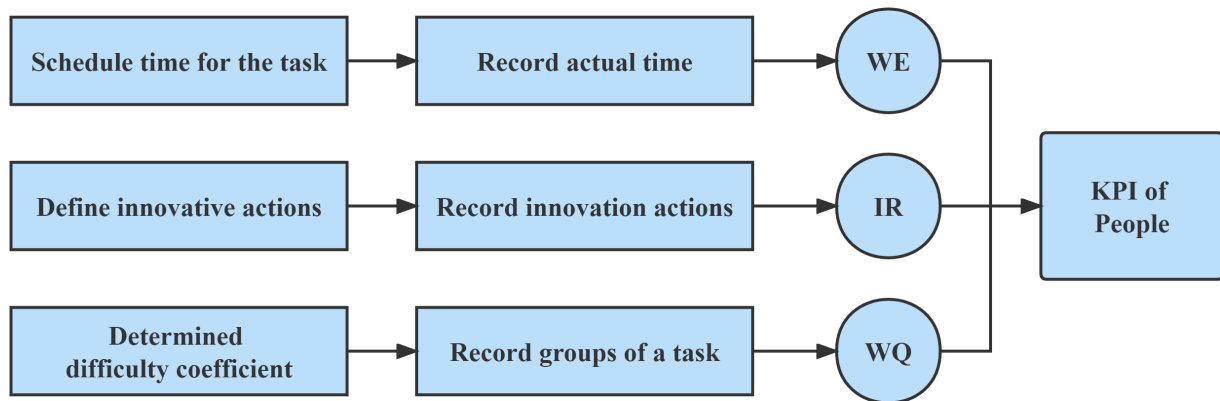 Schedule time for the task
Record actual time
WE
Define innovative actions
Record innovation actions
IR
KPI of
People
Determined
difficulty coefficient
Record groups of a task
WQ